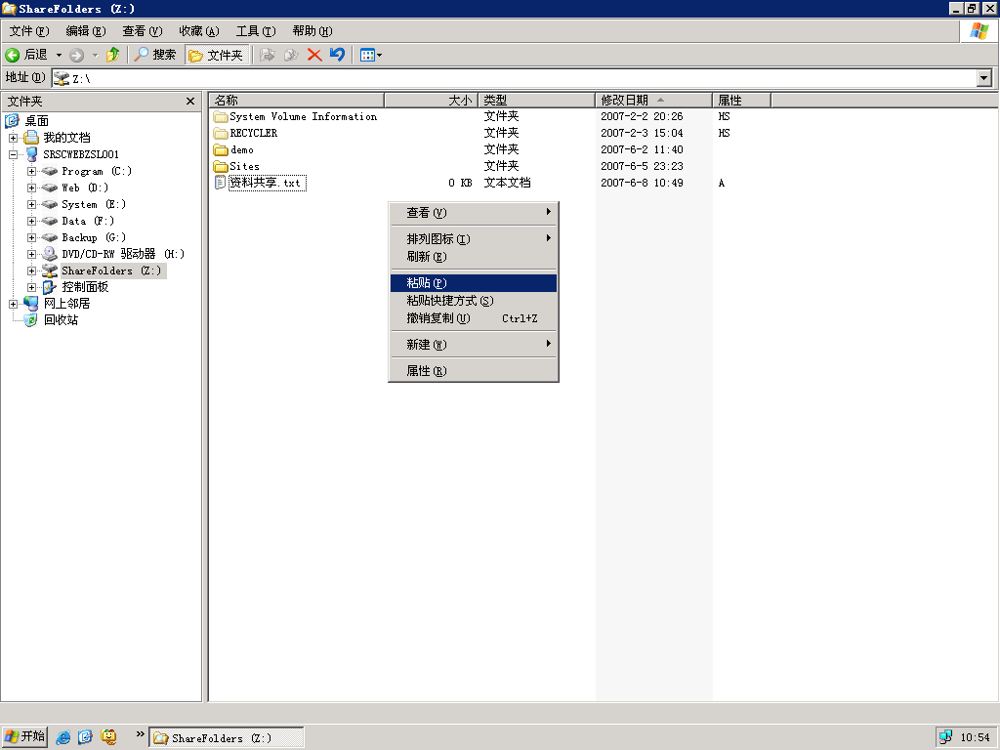 ShareFolders (Z:)
文件(F) 编辑(E) 查看(V) 收藏(A) 工具(T) 帮助(H)
后退 搜索 文件夹
地址(D) Z:\
文件夹
桌面
我的文档
SRSCWEBZSL001
Program (C:)
Web (D:)
System (E:)
Data (F:)
Backup (G:)
DVD/CD-RW 驱动器 (H:)
ShareFolders (Z:)
控制面板
网上邻居
回收站
名称 大小 类型 修改日期 属性
System Volume Information 文件夹 2007-2-2 20:26 HS
RECYCLER 文件夹 2007-2-3 15:04 HS
demo 文件夹 2007-6-2 11:40
Sites 文件夹 2007-6-5 23:23
资料共享.txt 0 KB 文本文档 2007-6-8 10:49 A
查看(V)
排列图标(I)
刷新(E)
粘贴(P)
粘贴快捷方式(S)
撤销复制(U) Ctrl+Z
新建(W)
属性(R)
开始 » ShareFolders (Z:) 10:54